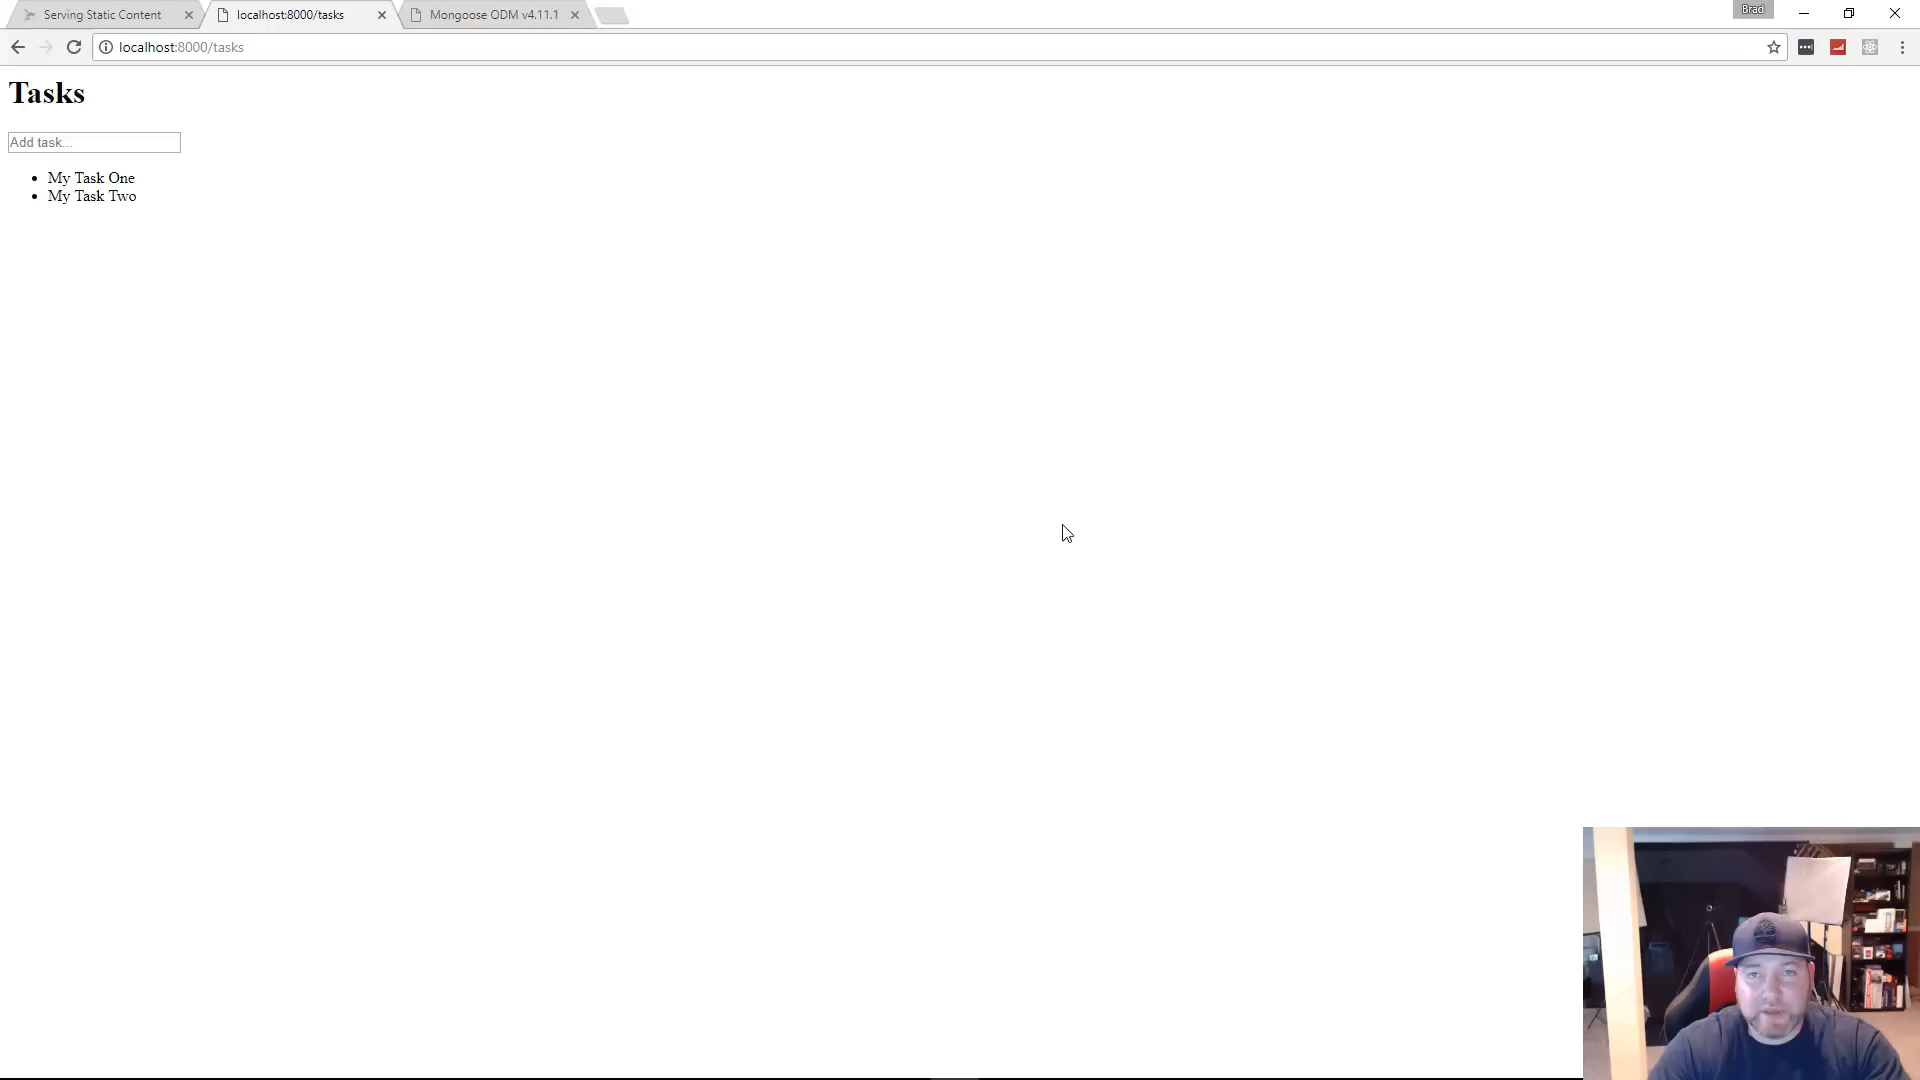 Serving Static Content
localhost:8000/tasks
Mongoose ODM v4.11.1
Brad
localhost:8000/tasks
Tasks
Add task...
My Task One
My Task Two